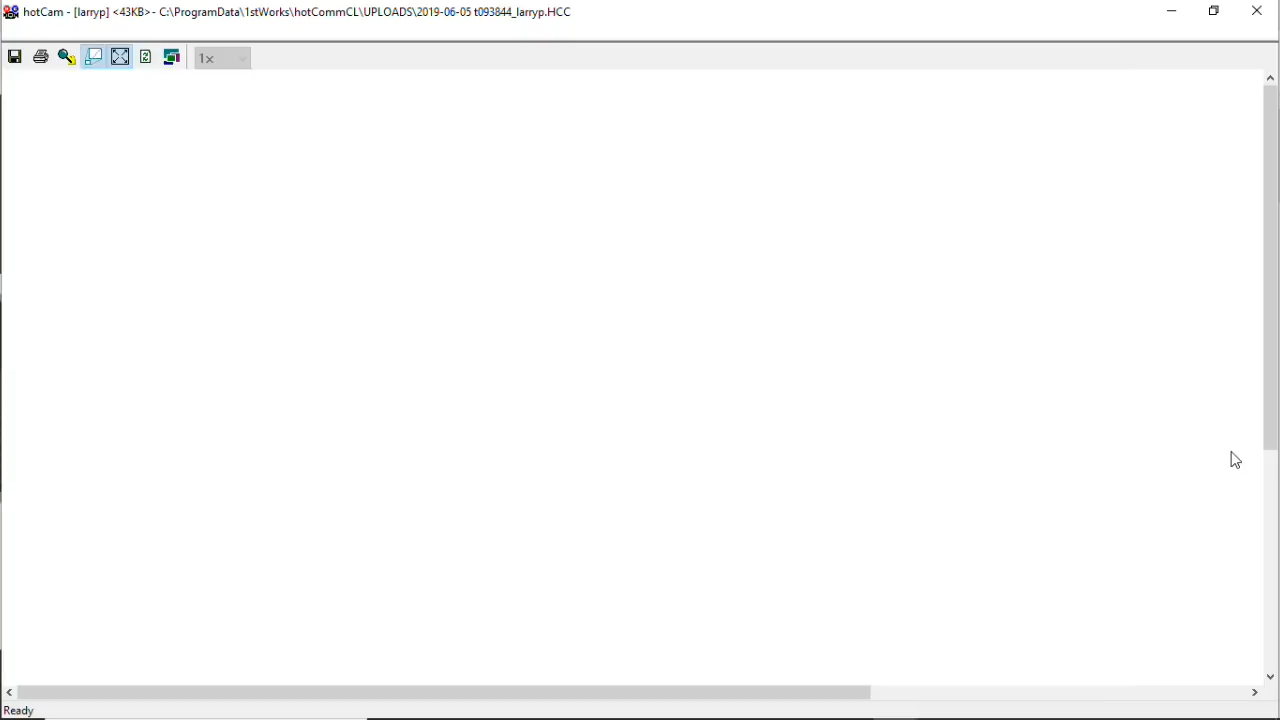 hotCam - [larryp] <43KB>- C:\ProgramData\1stWorks\hotCommCL\UPLOADS\2019-06-05 t093844_larryp.HCC
1x
Ready